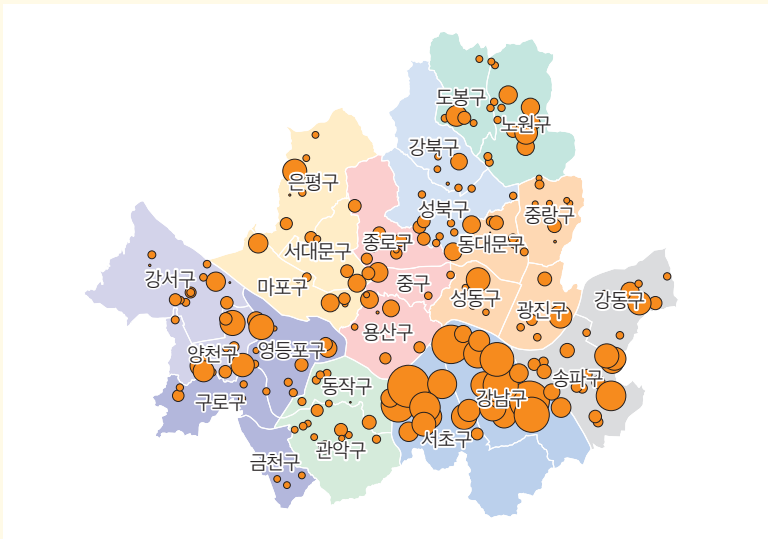 도봉구
노원구
강북구
은평구
성북구
중랑구
서대문구
종로구
동대문구
강서구
마포구
중구
성동구
광진구
강동구
용산구
양천구
영등포구
동작구
송파구
구로구
강남구
서초구
관악구
금천구